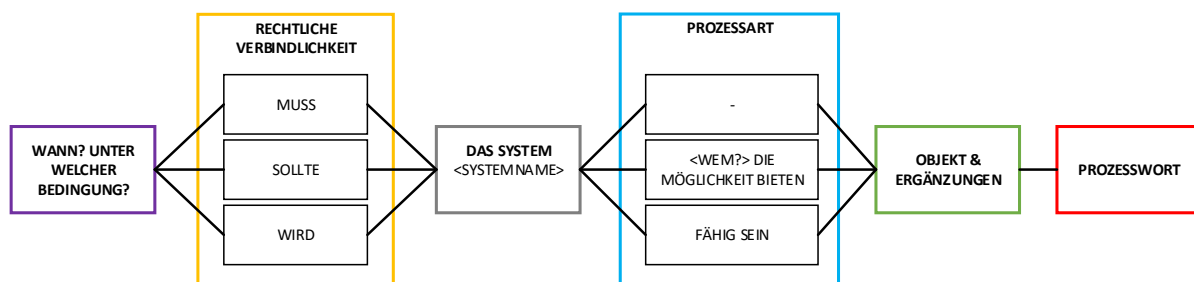 WANN? UNTER
WELCHER
BEDINGUNG?
RECHTLICHE
VERBINDLICHKEIT
MUSS
SOLLTE
WIRD
DAS SYSTEM
<SYSTEMNAME>
PROZESSART
-
<WEM?> DIE
MÖGLICHKEIT BIETEN
FÄHIG SEIN
OBJEKT &
ERGÄNZUNGEN
PROZESSWORT